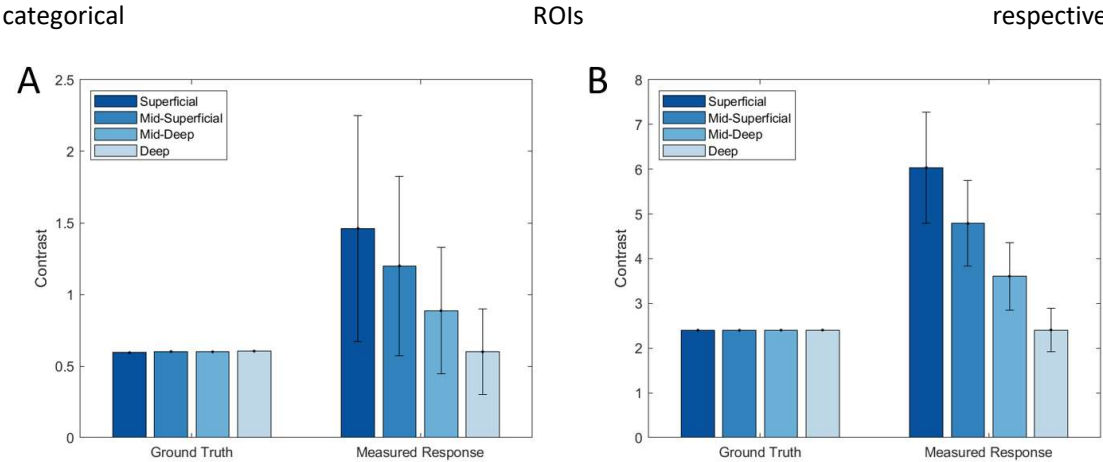 categorical ROIs respective
A
2.5
2
1.5
1
0.5
0
Contrast
Superficial
Mid-Superficial
Mid-Deep
Deep
Ground Truth Measured Response
B
8
7
6
5
4
3
2
1
0
Contrast
Superficial
Mid-Superficial
Mid-Deep
Deep
Ground Truth Measured Response